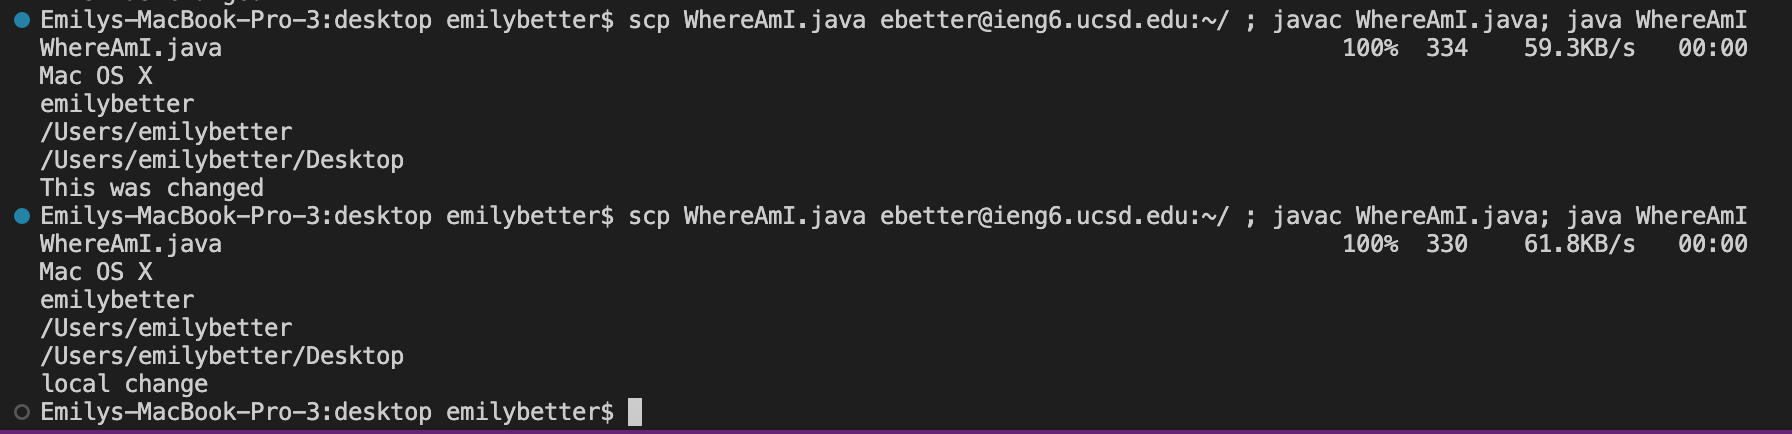 Emilys-MacBook-Pro-3:desktop emilybetter$ scp WhereAmI.java ebetter@ieng6.ucsd.edu:~/ ; javac WhereAmI.java; java WhereAmI
WhereAmI.java 100% 334 59.3KB/s 00:00
Mac OS X
emilybetter
/Users/emilybetter
/Users/emilybetter/Desktop
This was changed
Emilys-MacBook-Pro-3:desktop emilybetter$ scp WhereAmI.java ebetter@ieng6.ucsd.edu:~/ ; javac WhereAmI.java; java WhereAmI
WhereAmI.java 100% 330 61.8KB/s 00:00
Mac OS X
emilybetter
/Users/emilybetter
/Users/emilybetter/Desktop
local change
Emilys-MacBook-Pro-3:desktop emilybetter$